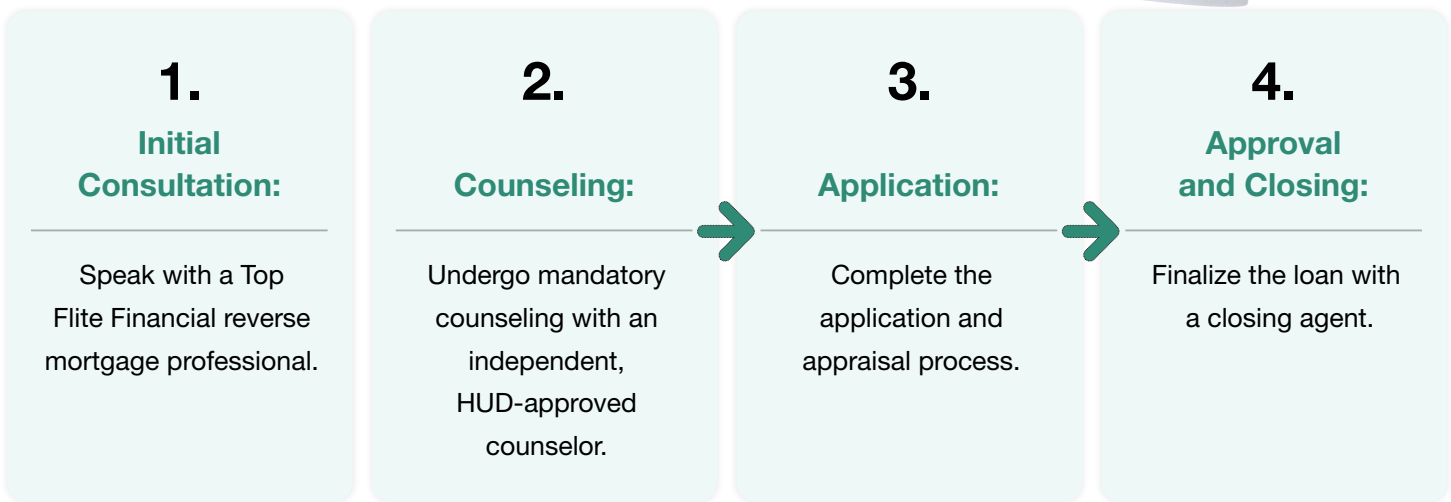 1.
Initial
Consultation:
Speak with a Top
Flite Financial reverse
mortgage professional.
2.
Counseling:
Undergo mandatory
counseling with an
independent,
HUD-approved
counselor.
3.
Application:
Complete the
application and
appraisal process.
4.
Approval
and Closing:
Finalize the loan with
a closing agent.